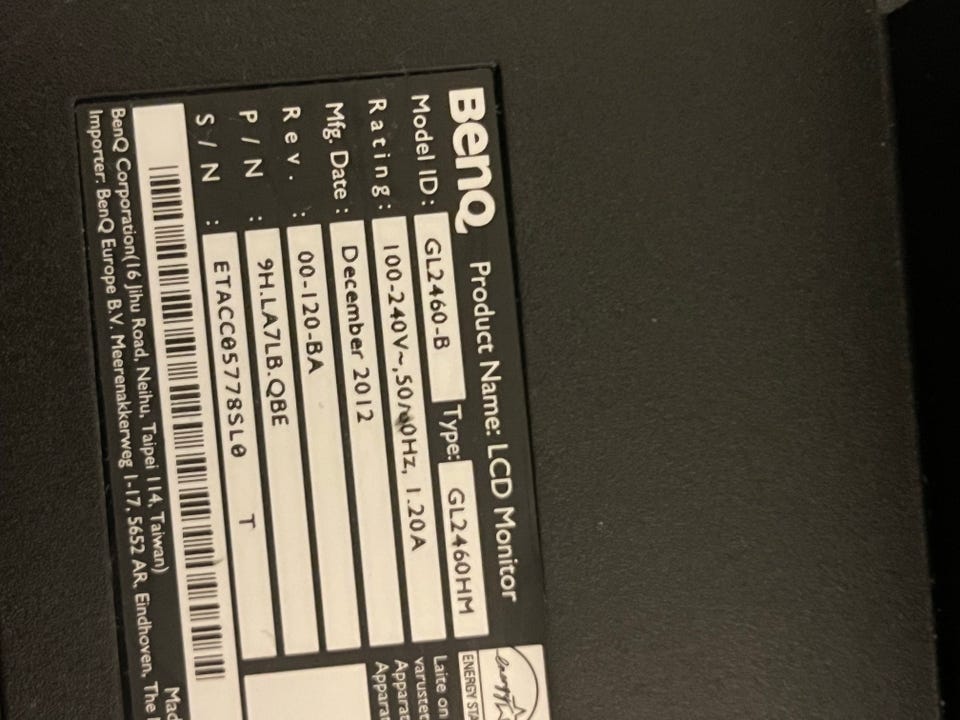 BenQ Product Name: LCD Monitor
Model ID: GL2460-B Type: GL2460HM
Rating: 100-240V~,50/60Hz, 1.20A
Mfg. Date: December 2012
Rev. : 00-120-BA
P/N : 9H.LA7LB.QBE
S/N : ETACC05778SL0 T
BenQ Corporation(16 Jihu Road, Neihu, Taipei 114, Taiwan)
Importer: BenQ Europe B.V. Meerenakkerweg 1-17, 5652 AR, Eindhoven, The
energy
ENERGY STA
Laite on
varustet
Apparat
Apparat
Mad